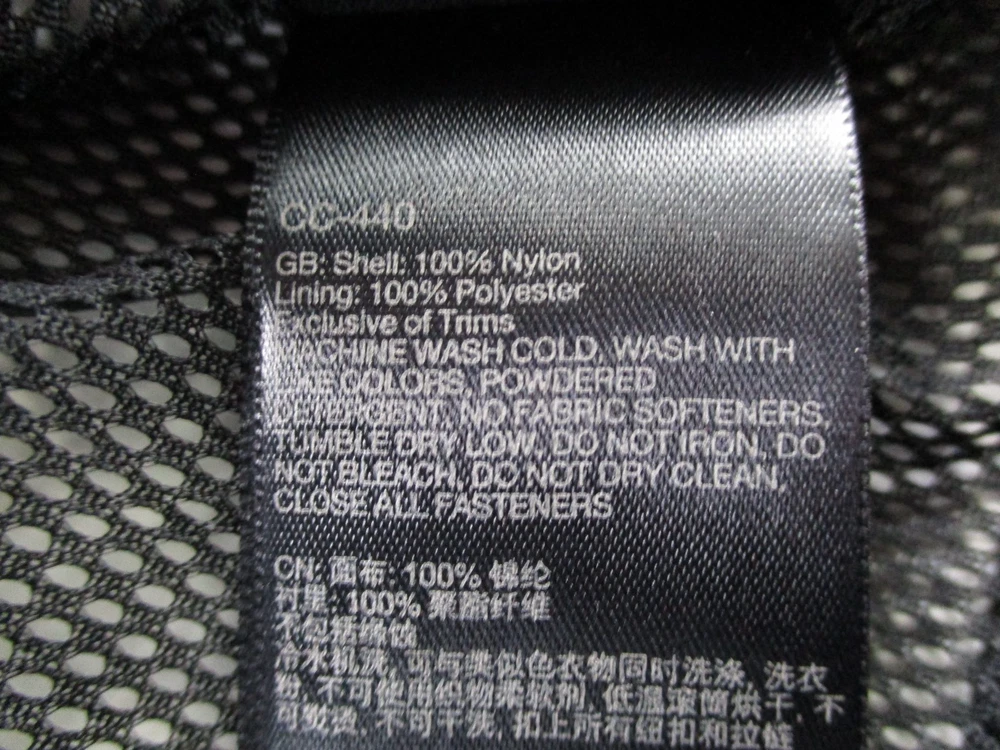 CC-440
GB: Shell: 100% Nylon
Lining: 100% Polyester
Exclusive of Trims
MACHINE WASH COLD, WASH WITH
LIKE COLORS, POWDERED
DETERGENT, NO FABRIC SOFTENERS,
TUMBLE DRY LOW, DO NOT IRON, DO
NOT BLEACH, DO NOT DRY CLEAN,
CLOSE ALL FASTENERS
CN: 面布: 100% 锦纶
衬里: 100% 聚酯纤维
不包括缘饰
冷水机洗, 可与类似色衣物同时洗涤, 洗衣
粉, 不可使用织物柔软剂, 低温滚筒烘干, 不
可熨烫, 不可干洗, 扣上所有纽扣和拉链